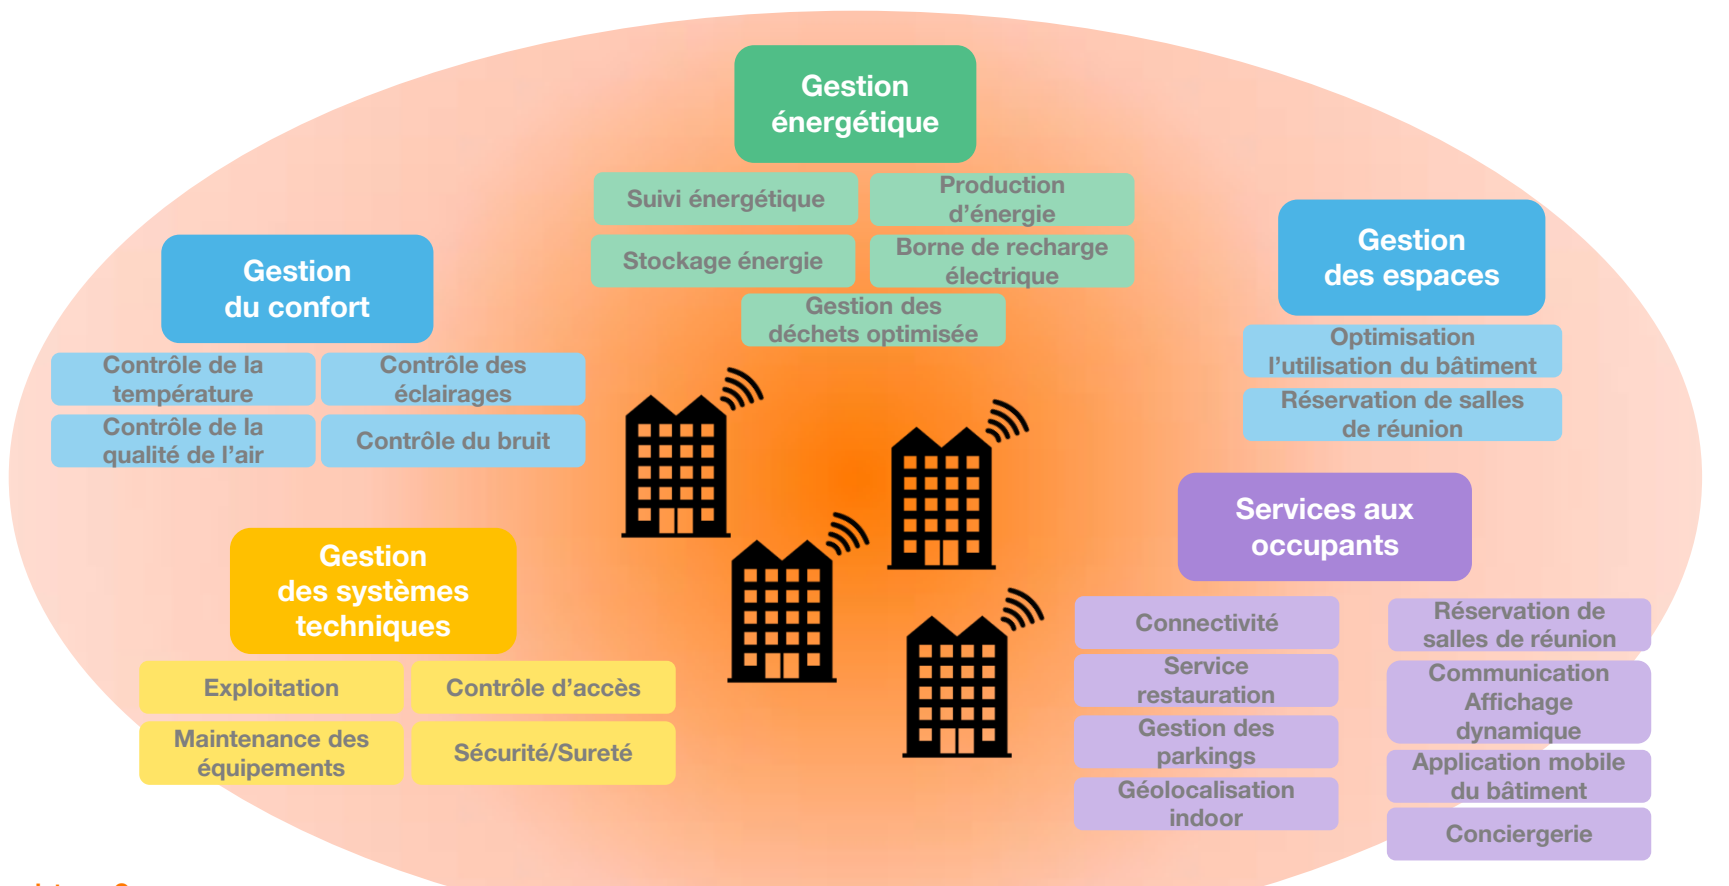 Gestion
énergétique
Suivi énergétique
Production
d'énergie
Stockage énergie
Borne de recharge
électrique
Gestion des
déchets optimisée
Gestion
du confort
Contrôle de la
température
Contrôle des
éclairages
Contrôle de la
qualité de l'air
Contrôle du bruit
Gestion
des espaces
Optimisation
l'utilisation du bâtiment
Réservation de salles
de réunion
Gestion
des systèmes
techniques
Exploitation
Contrôle d'accès
Maintenance des
équipements
Sécurité/Sureté
Services aux
occupants
Connectivité
Service
restauration
Gestion des
parkings
Géolocalisation
indoor
Réservation de
salles de réunion
Communication
Affichage
dynamique
Application mobile
du bâtiment
Conciergerie